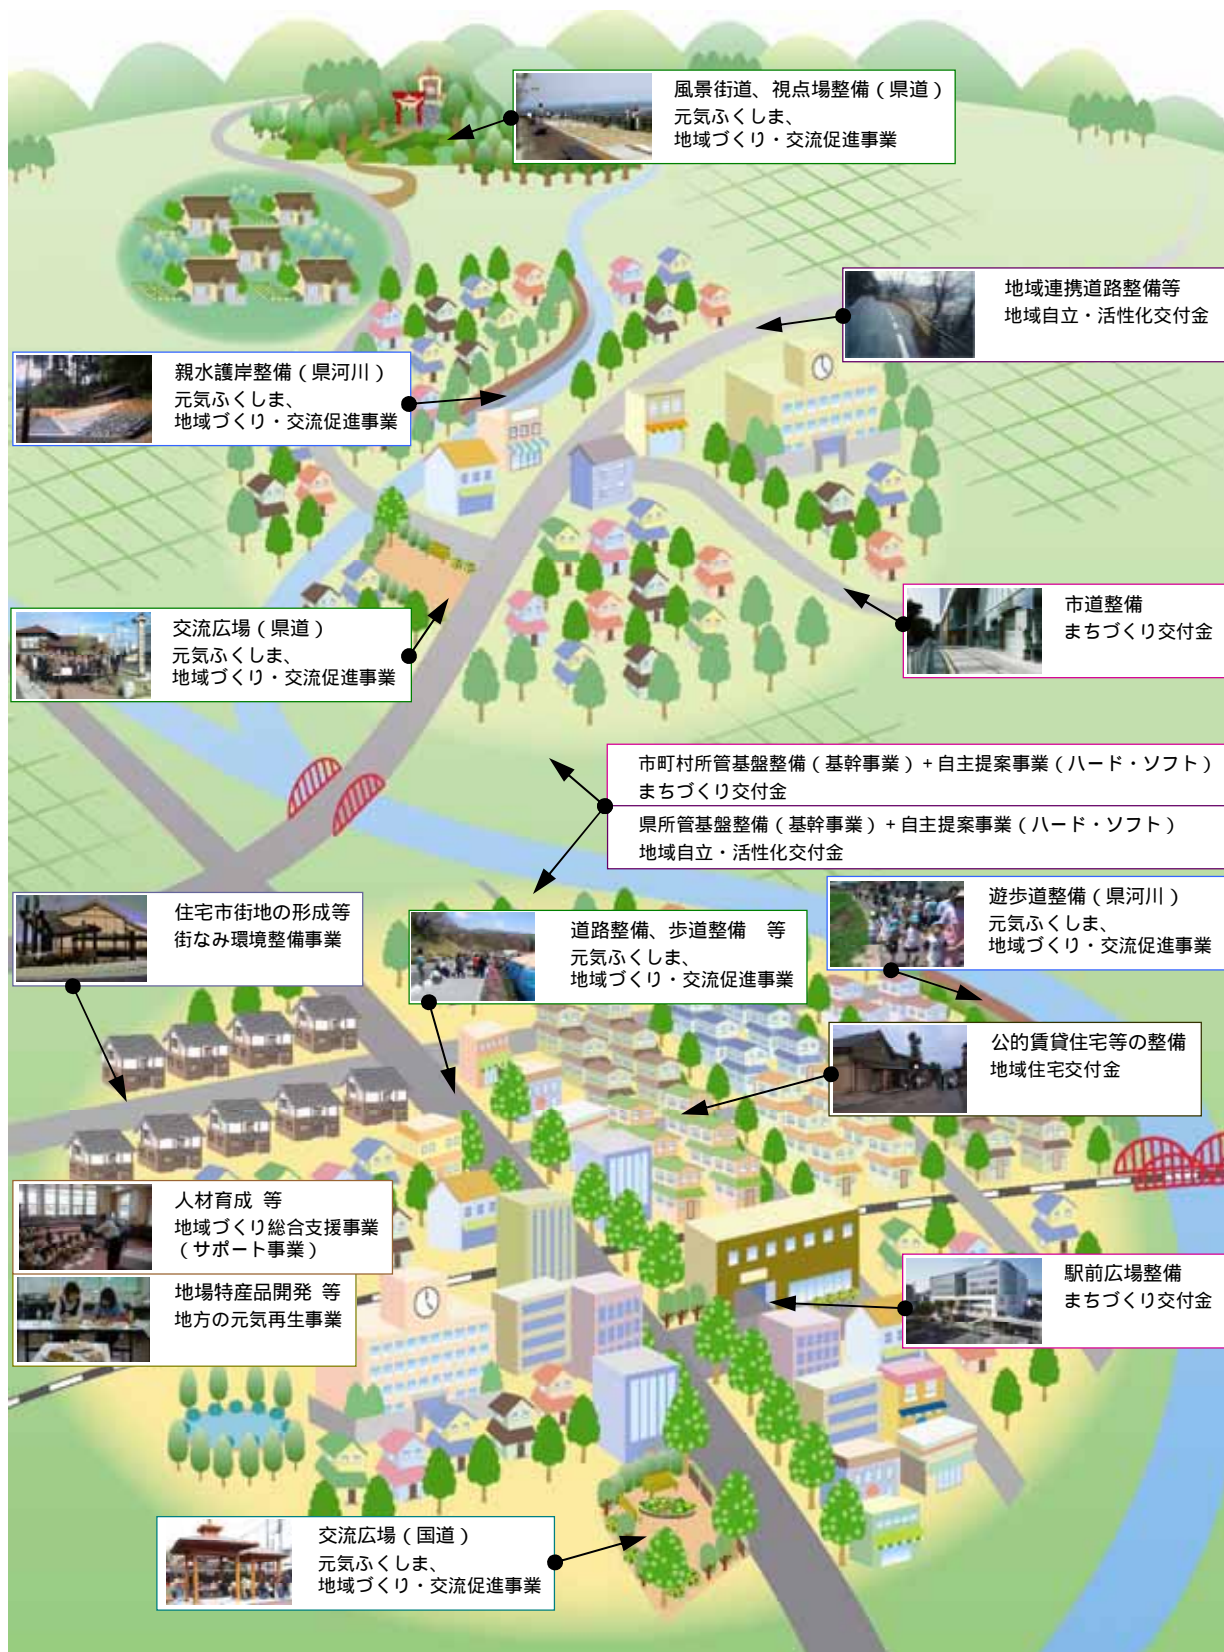 風景街道、視点場整備（県道）
元気ふくしま、
地域づくり・交流促進事業
地域連携道路整備等
地域自立・活性化交付金
親水護岸整備（県河川）
元気ふくしま、
地域づくり・交流促進事業
市道整備
まちづくり交付金
交流広場（県道）
元気ふくしま、
地域づくり・交流促進事業
市町村所管基盤整備（基幹事業）+自主提案事業（ハード・ソフト）
まちづくり交付金
県所管基盤整備（基幹事業）+自主提案事業（ハード・ソフト）
地域自立・活性化交付金
住宅市街地の形成等
街なみ環境整備事業
道路整備、歩道整備　等
元気ふくしま、
地域づくり・交流促進事業
遊歩道整備（県河川）
元気ふくしま、
地域づくり・交流促進事業
公的賃貸住宅等の整備
地域住宅交付金
人材育成 等
地域づくり総合支援事業
（サポート事業）
地場特産品開発 等
地方の元気再生事業
駅前広場整備
まちづくり交付金
交流広場（国道）
元気ふくしま、
地域づくり・交流促進事業